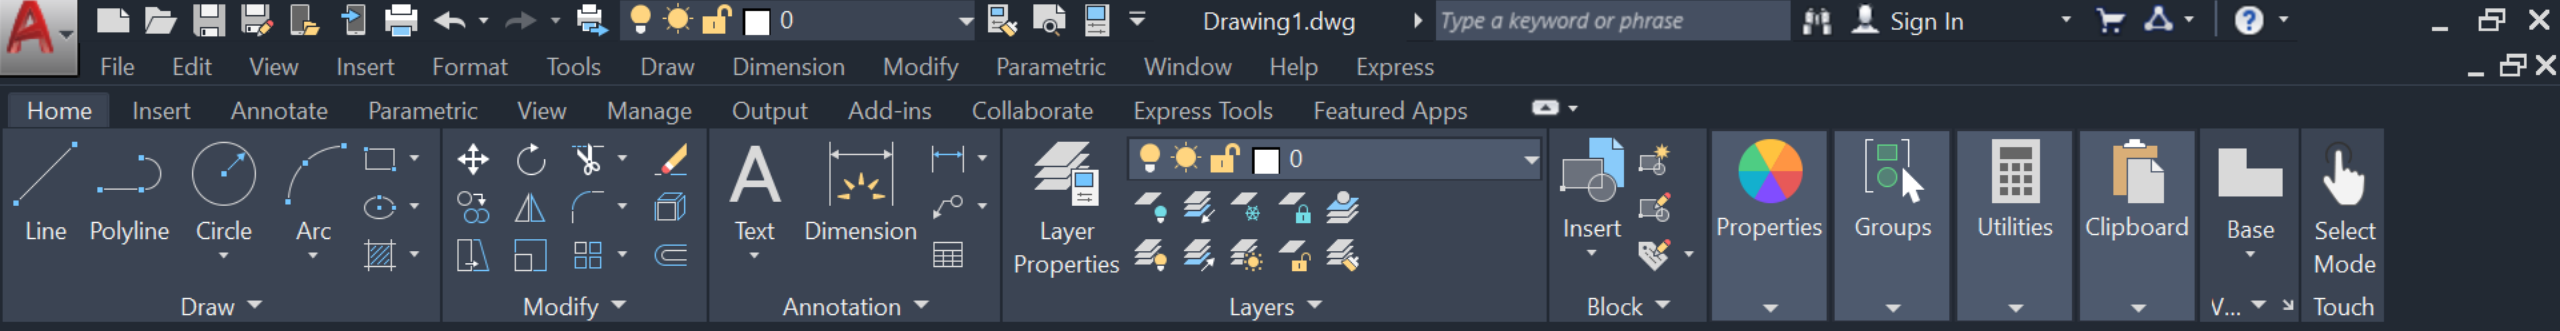 0 Drawing1.dwg Type a keyword or phrase Sign In
File Edit View Insert Format Tools Draw Dimension Modify Parametric Window Help Express
Home Insert Annotate Parametric View Manage Output Add-ins Collaborate Express Tools Featured Apps
0
Line Polyline Circle Arc Text Dimension Layer Properties Insert Properties Groups Utilities Clipboard Base Select Mode
Draw Modify Annotation Layers Block V... Touch